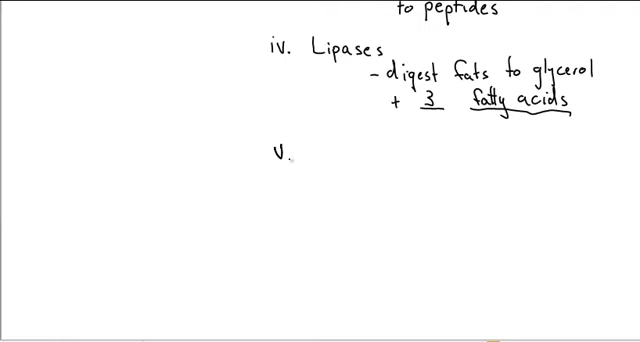 to peptides
iv. Lipases
- digest fats to glycerol
+ 3 fatty acids
v.